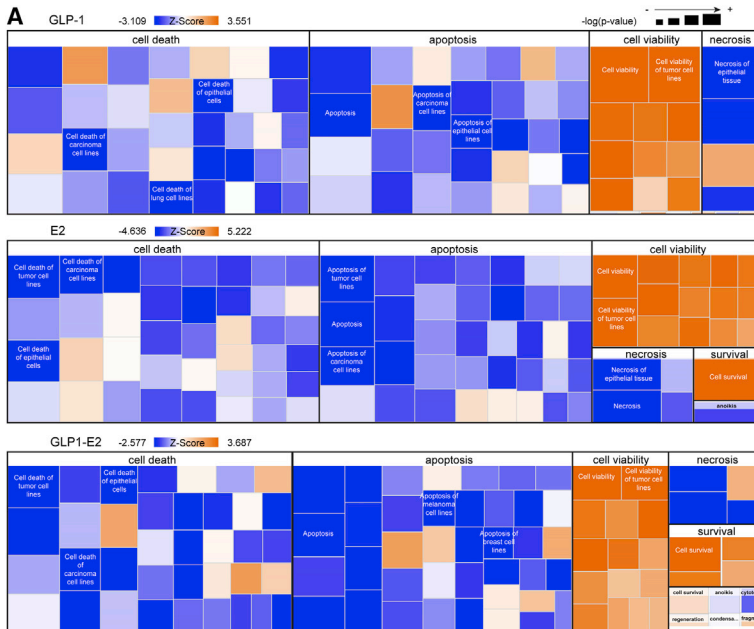 A
GLP-1
-3.109
Z-Score
3.551
-
+
-log(p-value)
cell death
apoptosis
cell viability
necrosis
Cell death
of epithelial
cells
Cell death of
carcinoma
cell lines
Cell death of
lung cell lines
Apoptosis
Apoptosis of
carcinoma
cell lines
Apoptosis of
epithelial cell
lines
Cell viability
Cell viability
of tumor cell
lines
Necrosis of
epithelial
tissue
E2
-4.636
Z-Score
5.222
cell death
apoptosis
cell viability
Cell death of
tumor cell
lines
Cell death of
carcinoma
cell lines
Cell death of
epithelial
cells
Apoptosis of
tumor cell
lines
Apoptosis
Apoptosis of
carcinoma
cell lines
Cell viability
Cell viability
of tumor cell
lines
necrosis
survival
Necrosis of
epithelial tissue
Necrosis
Cell survival
anoikis
GLP1-E2
-2.577
Z-Score
3.687
cell death
apoptosis
cell viability
necrosis
Cell death of
tumor cell
lines
Cell death
of epithelial
cells
Cell death of
carcinoma
cell lines
Apoptosis
Apoptosis of
melanoma
cell lines
Apoptosis of
breast cell
lines
Cell viability
Cell viability
of tumor cell
lines
survival
Cell survival
cell survival
anoikis
regeneration
condensa...